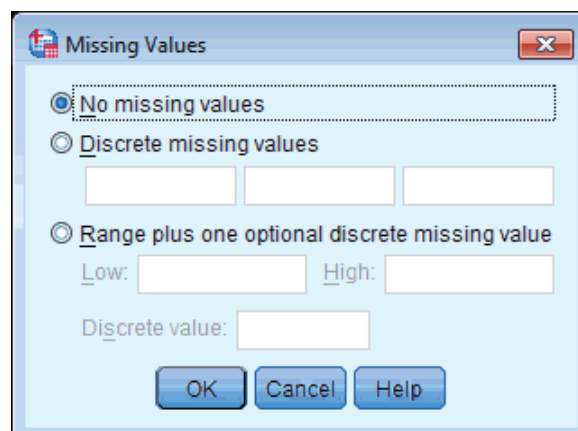 Missing Values
No missing values
Discrete missing values
Range plus one optional discrete missing value
Low: High:
Discrete value:
OK Cancel Help